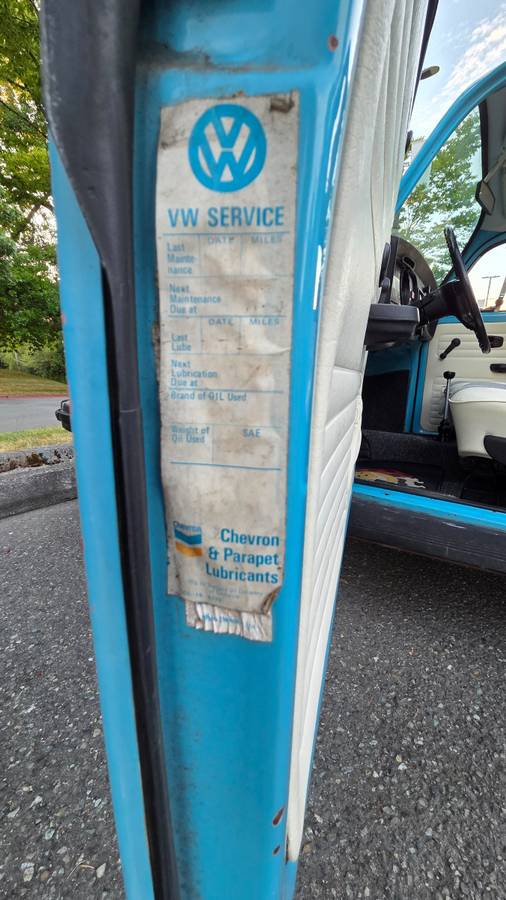 VW SERVICE
DATE MILES
Last
Mainte-
nance
Next
Maintenance
Due at
DATE MILES
Last
Lube
Next
Lubrication
Due at
Brand of OIL Used
Weight of
Oil Used
SAE
Chevron
Chevron
& Parapet
Lubricants